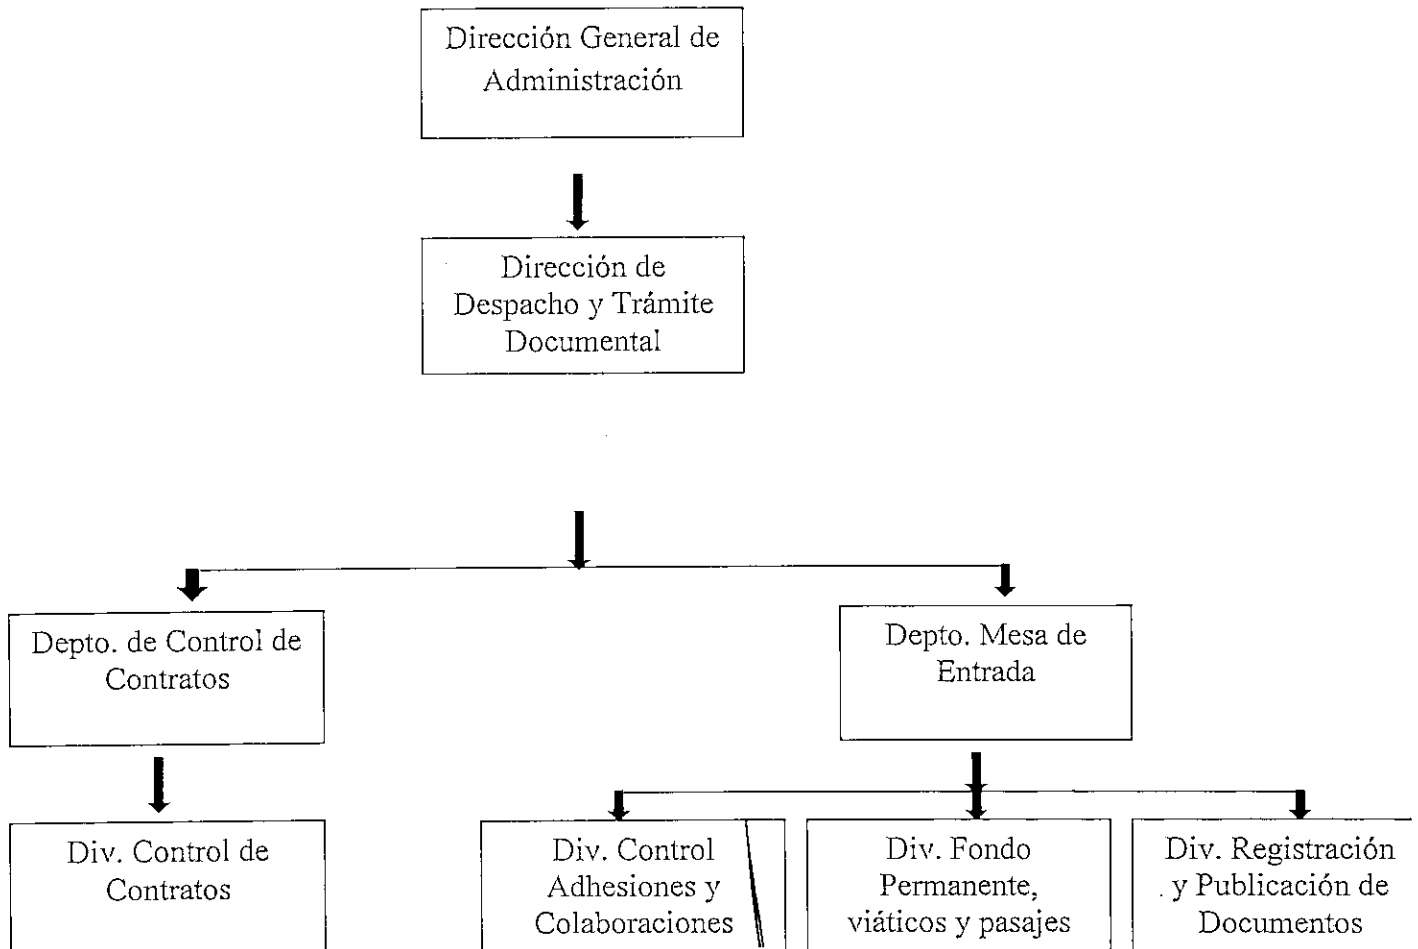 Dirección General de
Administración
Dirección de
Despacho y Trámite
Documental
Depto. de Control de
Contratos
Depto. Mesa de
Entrada
Div. Control de
Contratos
Div. Control
Adhesiones y
Colaboraciones
Div. Fondo
Permanente,
viáticos y pasajes
Div. Registración
y Publicación de
Documentos